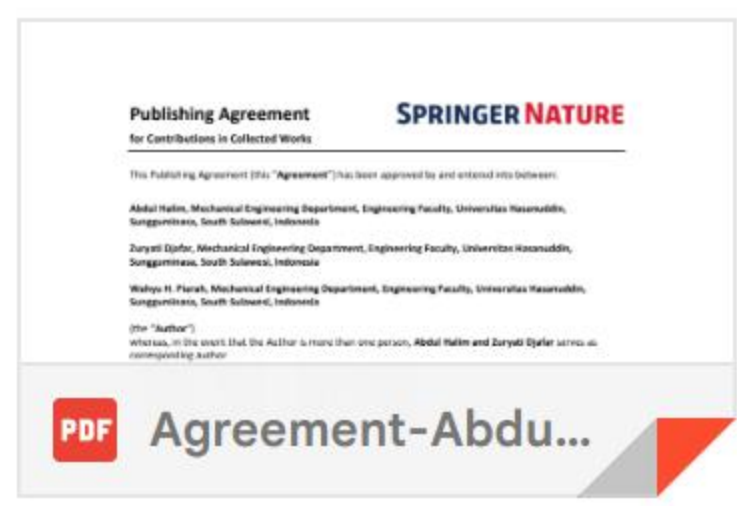 Publishing Agreement
SPRINGER NATURE
for Contributions in Collected Works
This Publishing Agreement (this "Agreement") has been approved by and entered into between:
Abdul Halim, Mechanical Engineering Department, Engineering Faculty, Universitas Hasanuddin,
Sungguminasa, South Sulawesi, Indonesia
Zuryati Djafar, Mechanical Engineering Department, Engineering Faculty, Universitas Hasanuddin,
Sungguminasa, South Sulawesi, Indonesia
Wahyu H. Piarah, Mechanical Engineering Department, Engineering Faculty, Universitas Hasanuddin,
Sungguminasa, South Sulawesi, Indonesia
(the "Author")
whereas, in the event that the Author is more than one person, Abdul Halim and Zuryati Djafar serves as
corresponding author
PDF
Agreement-Abdu...